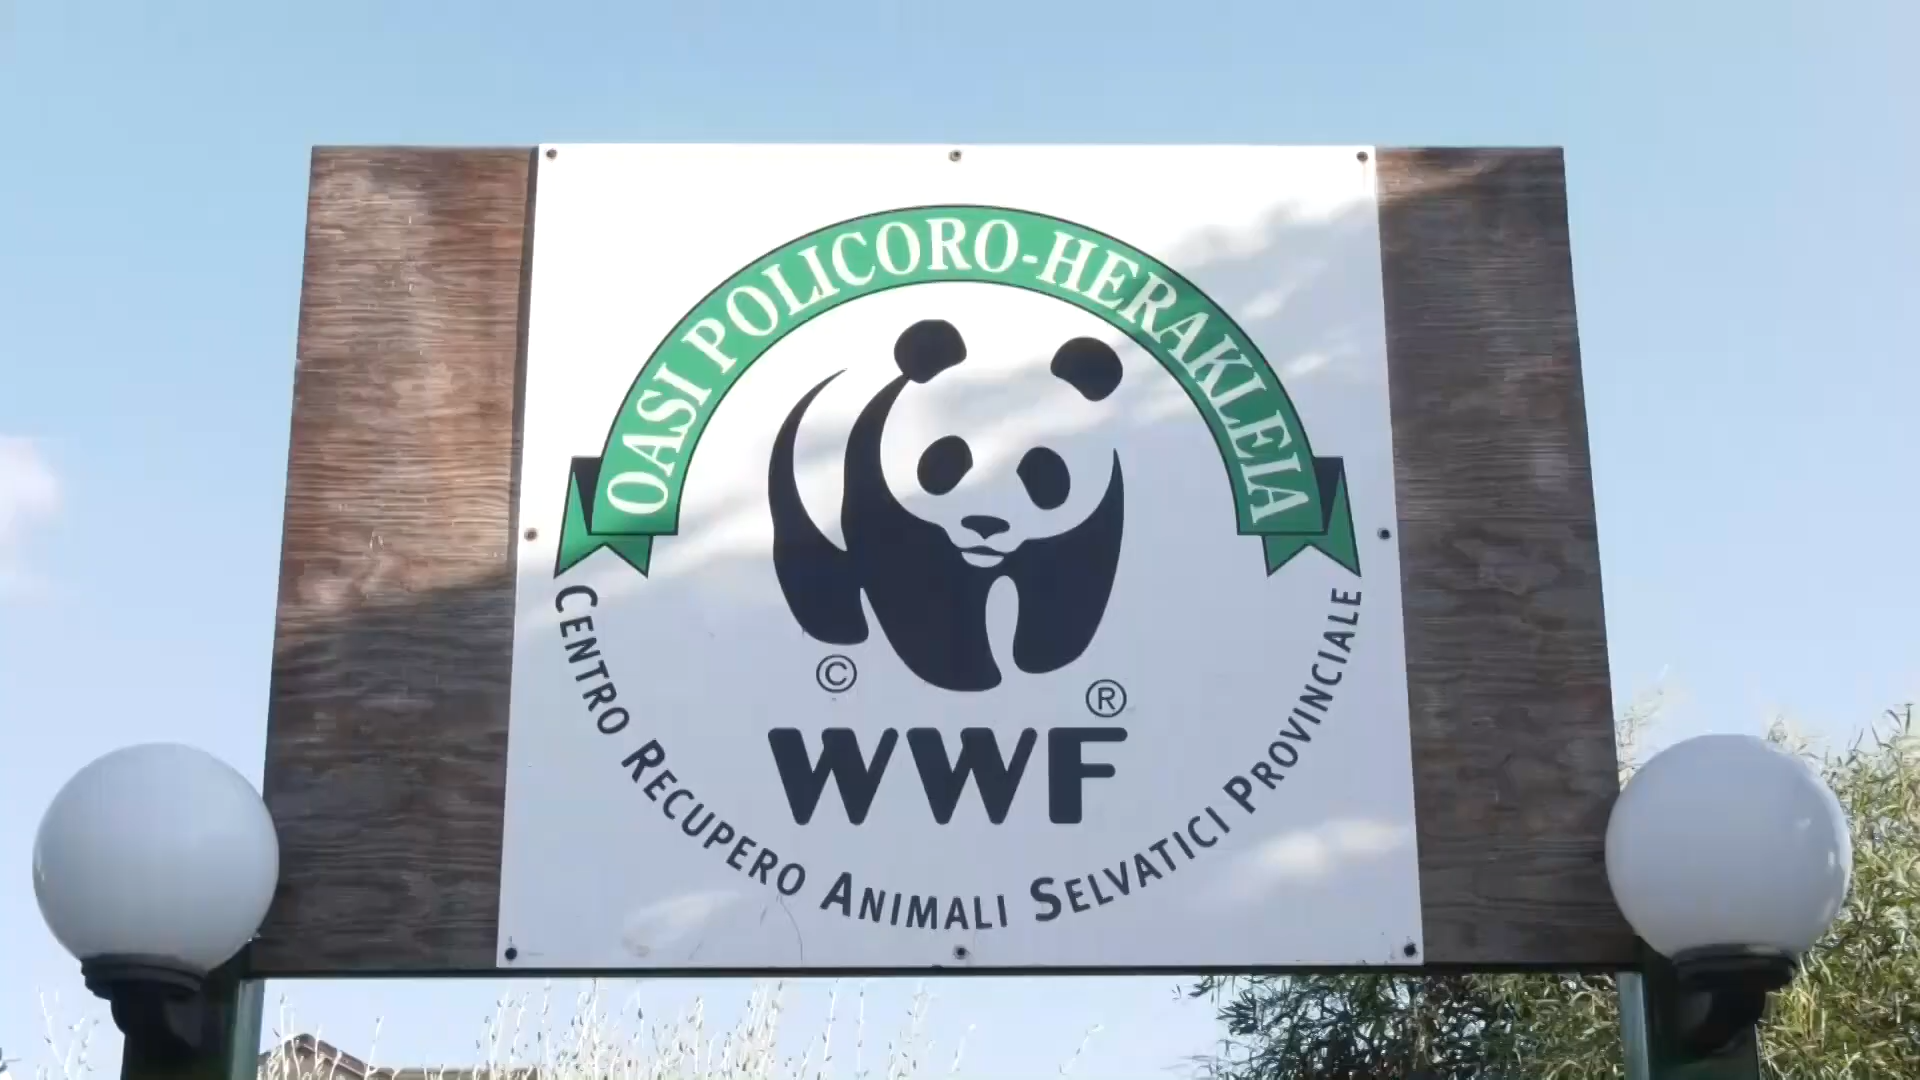 OASI POLICORO-HERAKLEIA
©
®
WWF
CENTRO RECUPERO ANIMALI SELVATICI PROVINCIALE